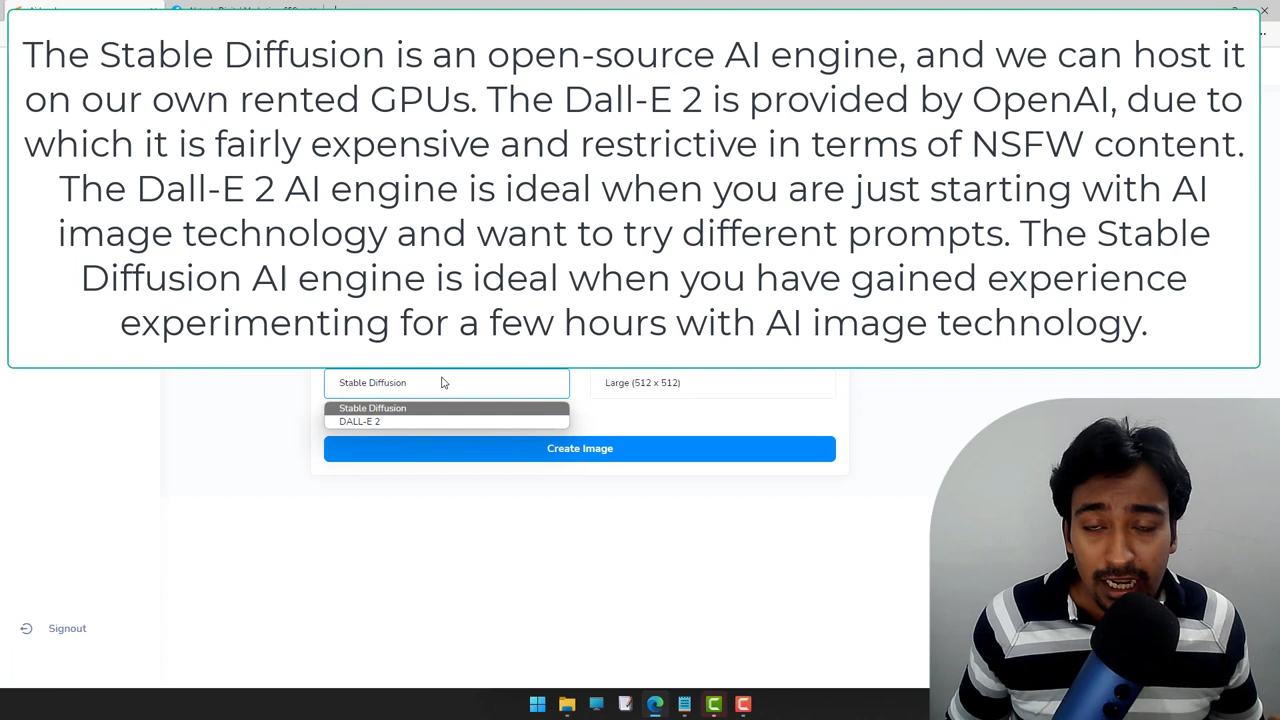 The Stable Diffusion is an open-source AI engine, and we can host it
on our own rented GPUs. The Dall-E 2 is provided by OpenAI, due to
which it is fairly expensive and restrictive in terms of NSFW content.
The Dall-E 2 AI engine is ideal when you are just starting with AI
image technology and want to try different prompts. The Stable
Diffusion AI engine is ideal when you have gained experience
experimenting for a few hours with AI image technology.
Stable Diffusion
Large (512 x 512)
Stable Diffusion
DALL-E 2
Create Image
Signout